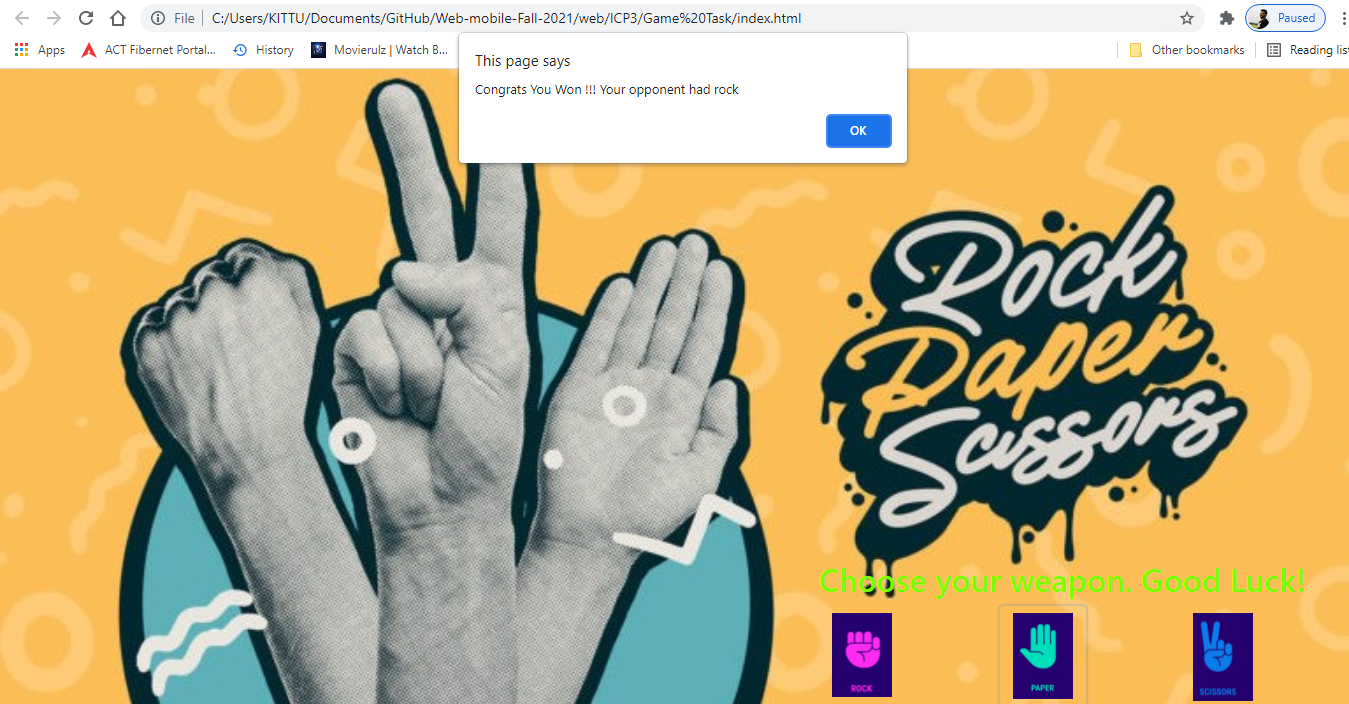 File | C:/Users/KITTU/Documents/GitHub/Web-mobile-Fall-2021/web/ICP3/Game%20Task/index.html
Paused
Apps ACT Fibernet Portal... History Movierulz | Watch B... Other bookmarks Reading list
This page says
Congrats You Won !!! Your opponent had rock
OK
Rock
Paper
Scissors
Choose your weapon. Good Luck!
ROCK PAPER SCISSORS